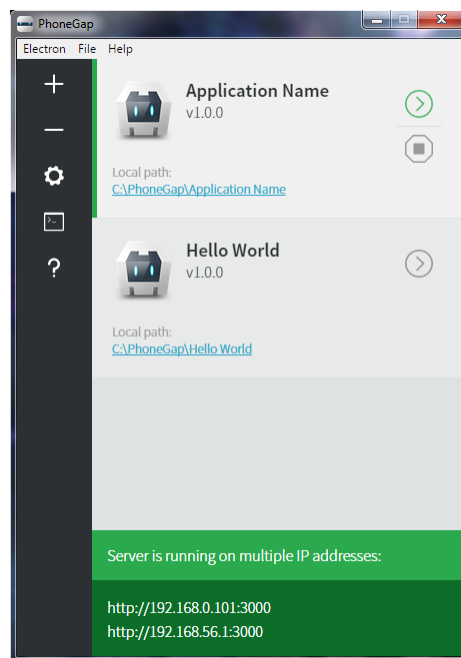 PhoneGap
Electron File Help
Application Name
v1.0.0
Local path:
C:\PhoneGap\Application Name
Hello World
v1.0.0
Local path:
C:\PhoneGap\Hello World
Server is running on multiple IP addresses:
http://192.168.0.101:3000
http://192.168.56.1:3000